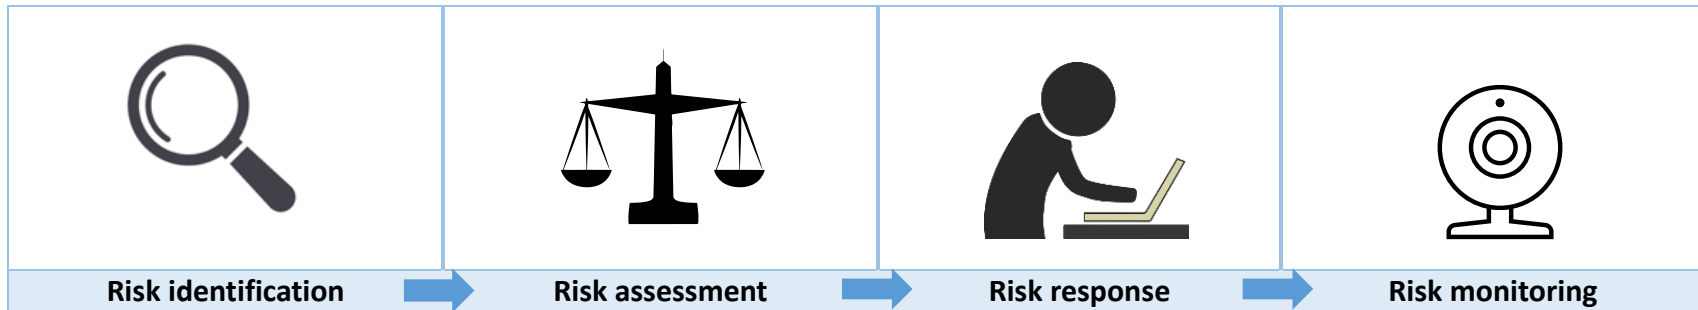 Risk identification
Risk assessment
Risk response
Risk monitoring